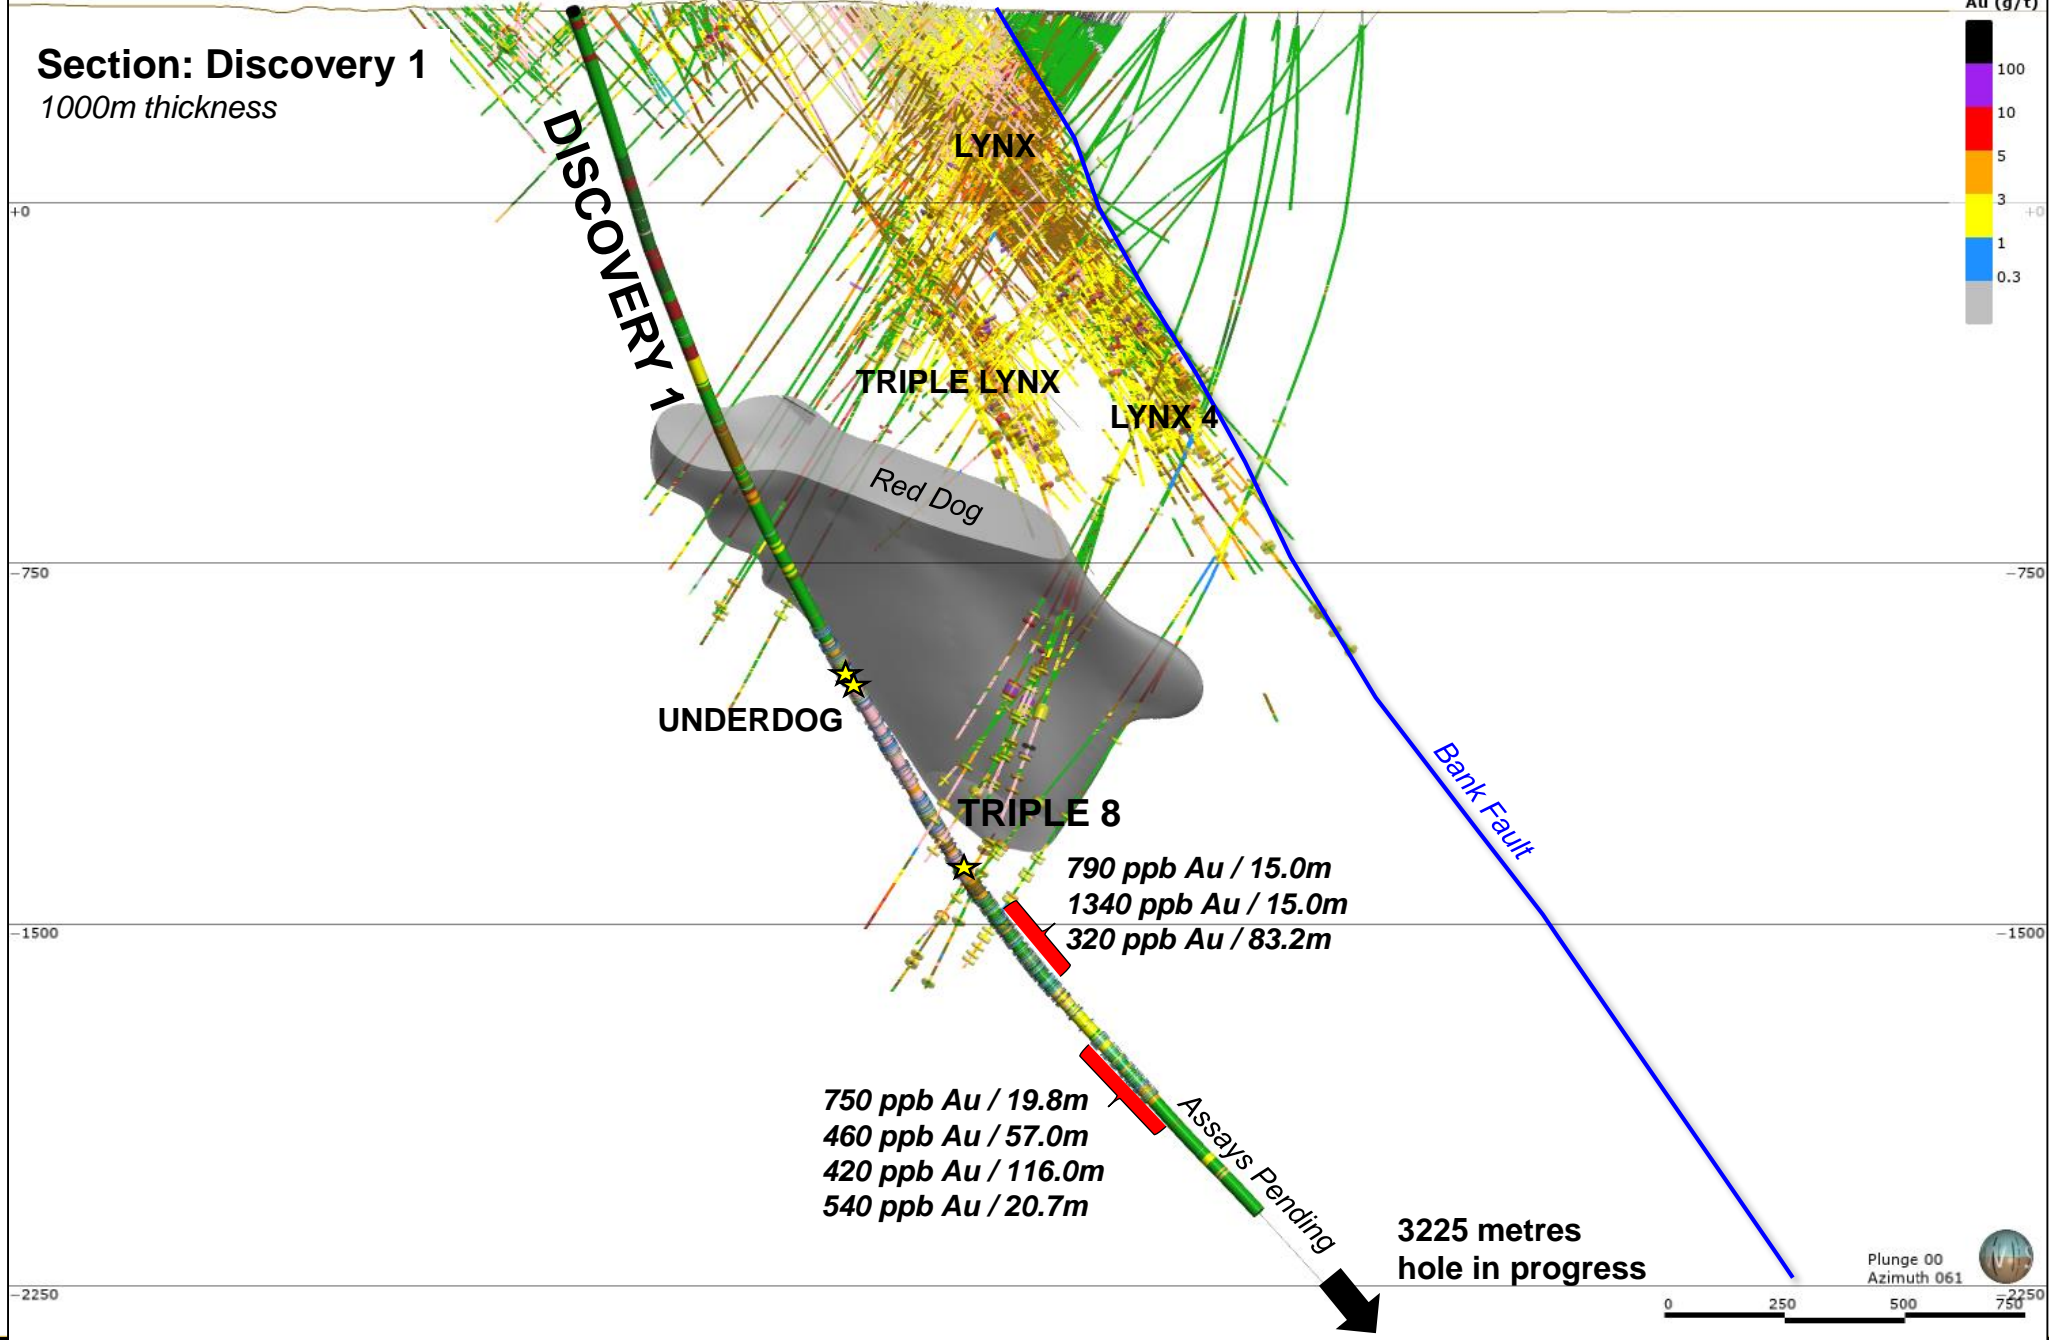 Section: Discovery 1
1000m thickness
Au (g/t)
100
10
5
3
1
0.3
DISCOVERY 1
LYNX
+0
+0
TRIPLE LYNX
LYNX 4
Red Dog
-750
-750
UNDERDOG
Bank Fault
TRIPLE 8
790 ppb Au / 15.0m
1340 ppb Au / 15.0m
320 ppb Au / 83.2m
-1500
-1500
750 ppb Au / 19.8m
460 ppb Au / 57.0m
420 ppb Au / 116.0m
540 ppb Au / 20.7m
Assays Pending
3225 metres
hole in progress
Plunge 00
Azimuth 061
-2250
-2250
0
250
500
750